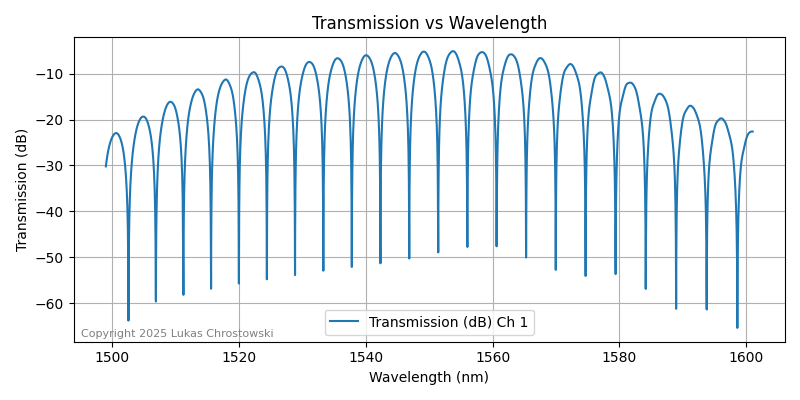 Transmission vs Wavelength
Transmission (dB)
−10
−20
−30
−40
−50
−60
Transmission (dB) Ch 1
Copyright 2025 Lukas Chrostowski
1500 1520 1540 1560 1580 1600
Wavelength (nm)